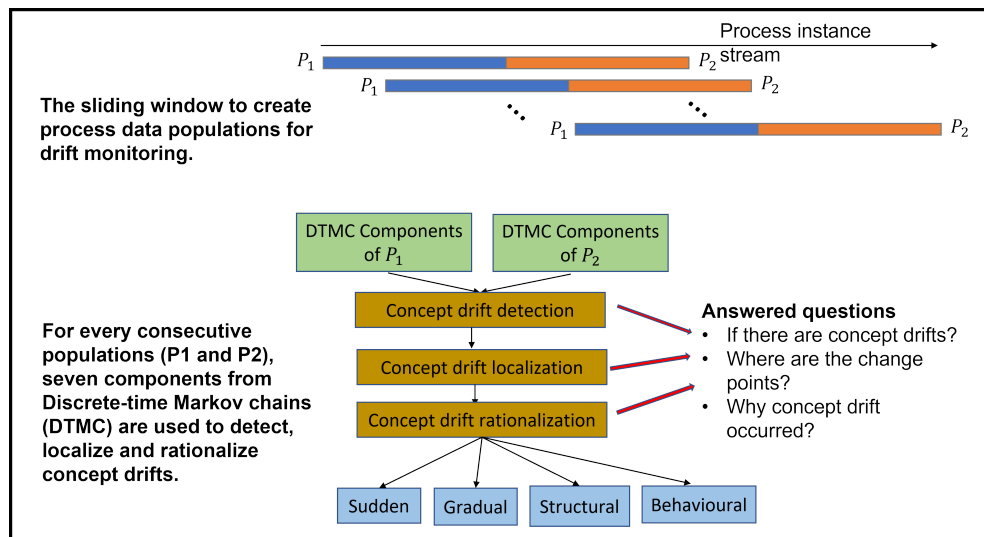 Process instance
stream
P₁
P₂
P₁
P₂
P₁
P₂
The sliding window to create
process data populations for
drift monitoring.
DTMC Components
of P₁
DTMC Components
of P₂
Concept drift detection
Concept drift localization
Concept drift rationalization
For every consecutive
populations (P1 and P2),
seven components from
Discrete-time Markov chains
(DTMC) are used to detect,
localize and rationalize
concept drifts.
Answered questions
• If there are concept drifts?
• Where are the change
points?
• Why concept drift
occurred?
Sudden
Gradual
Structural
Behavioural